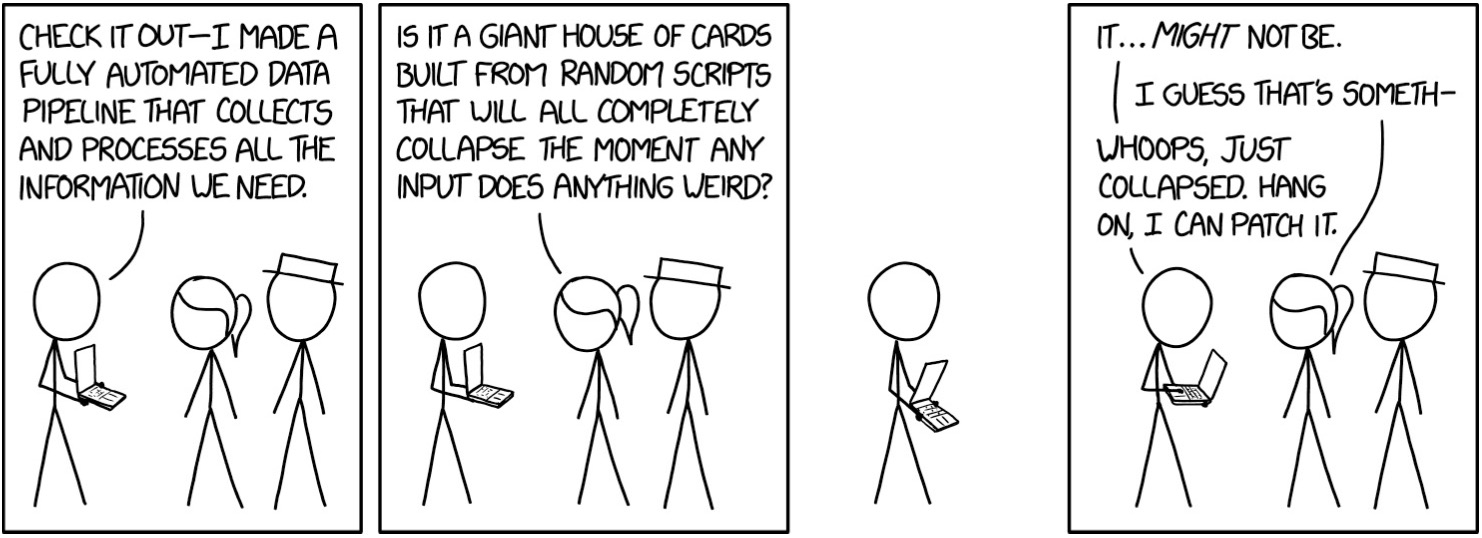 CHECK IT OUT—I MADE A
FULLY AUTOMATED DATA
PIPELINE THAT COLLECTS
AND PROCESSES ALL THE
INFORMATION WE NEED.
IS IT A GIANT HOUSE OF CARDS
BUILT FROM RANDOM SCRIPTS
THAT WILL ALL COMPLETELY
COLLAPSE THE MOMENT ANY
INPUT DOES ANYTHING WEIRD?
IT... MIGHT NOT BE.
I GUESS THAT'S SOMETH—
WHOOPS, JUST
COLLAPSED. HANG
ON, I CAN PATCH IT.